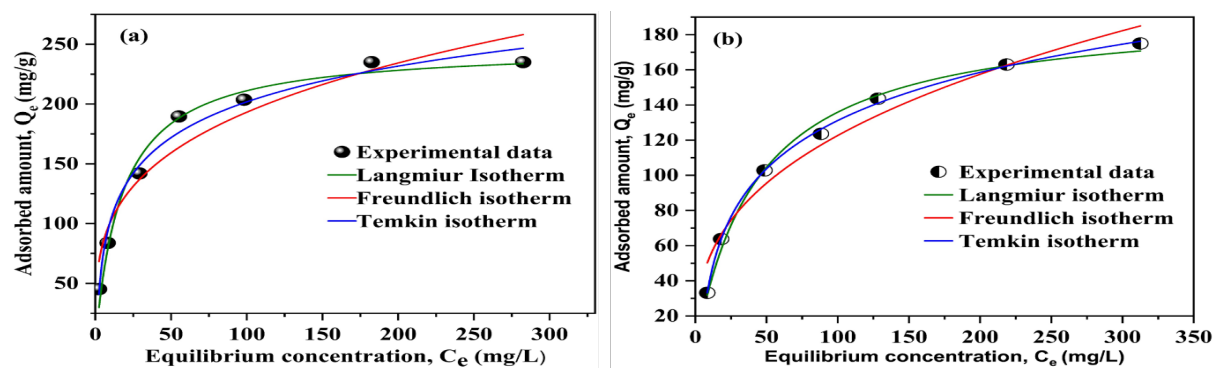 (a)
Adsorbed amount, Qe (mg/g)
250
200
150
100
50
Experimental data
Langmiur Isotherm
Freundlich isotherm
Temkin isotherm
0 50 100 150 200 250 300
Equilibrium concentration, Ce (mg/L)
(b)
Adsorbed amount, Qe (mg/g)
180
160
140
120
100
80
60
40
20
Experimental data
Langmiur isotherm
Freundlich isotherm
Temkin isotherm
0 50 100 150 200 250 300 350
Equilibrium concentration, Ce (mg/L)